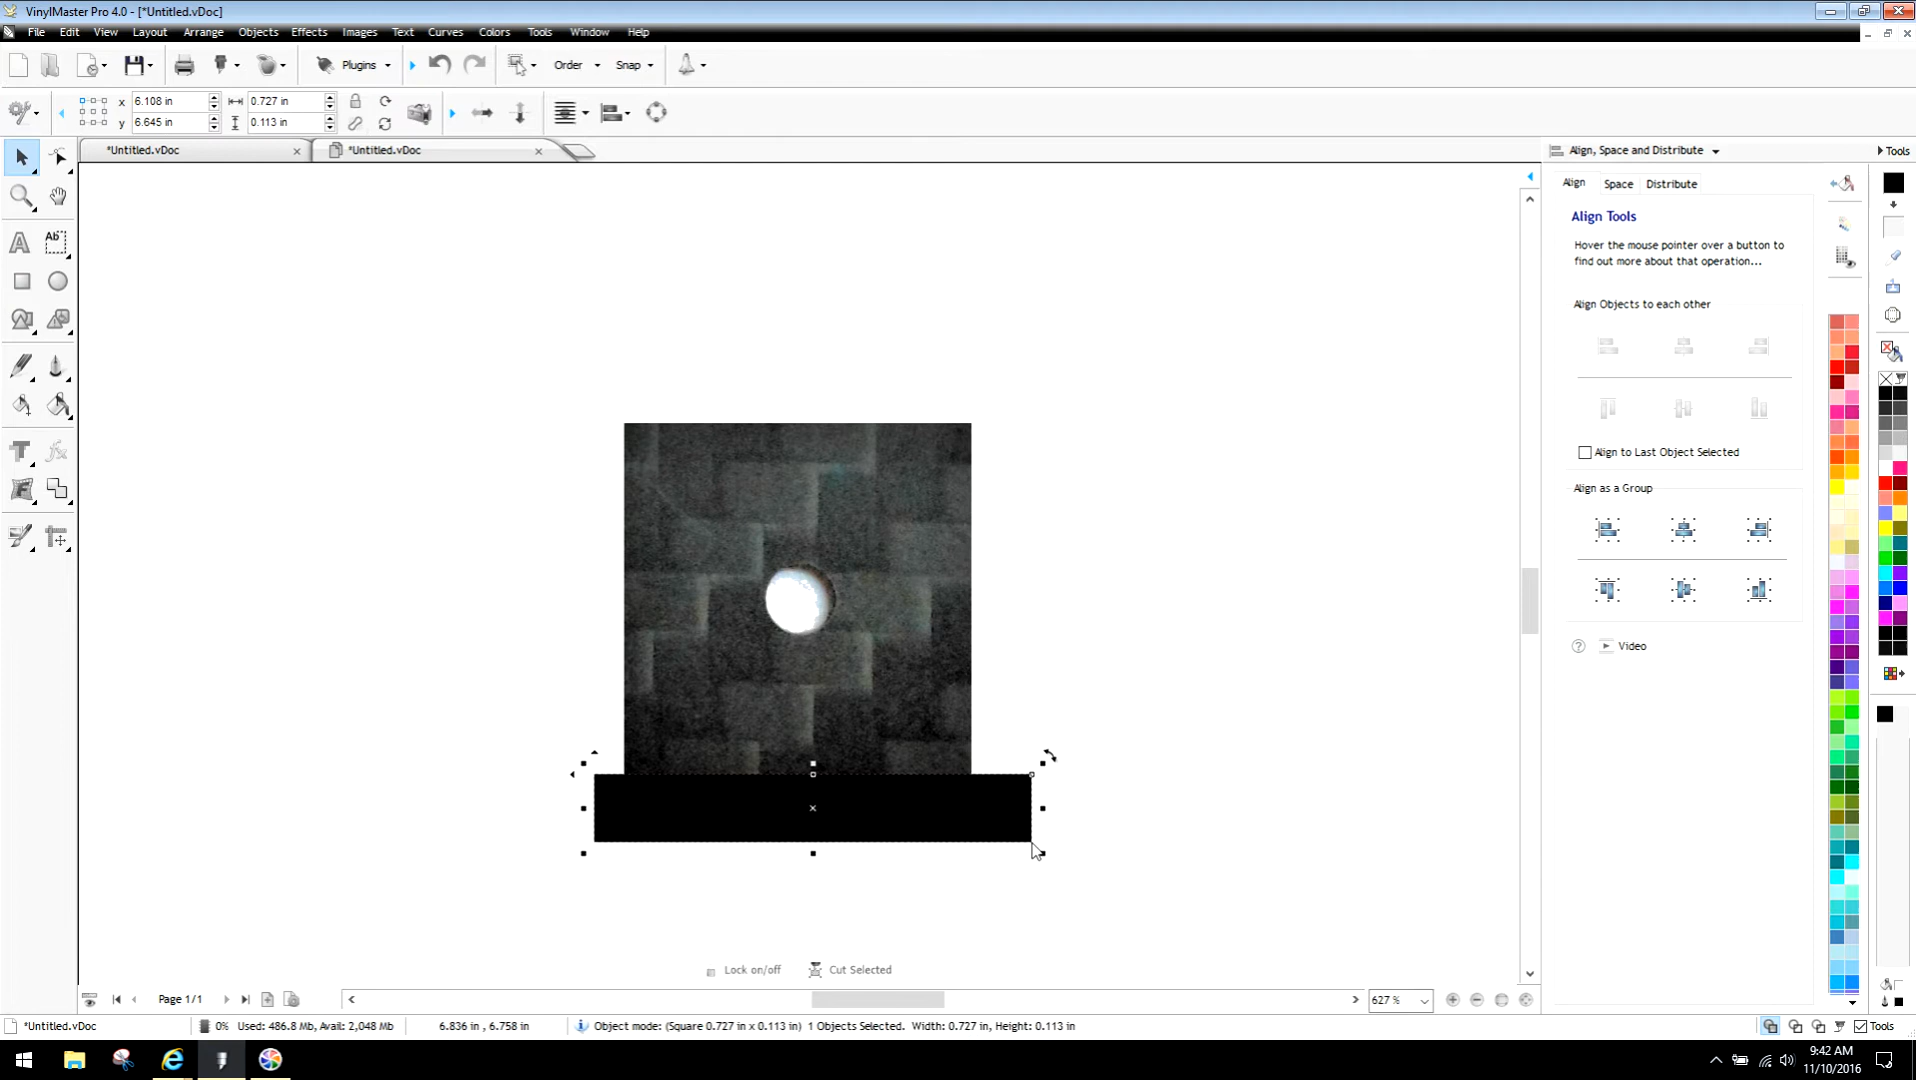 VinylMaster Pro 4.0 - [*Untitled.vDoc]
File Edit View Layout Arrange Objects Effects Images Text Curves Colors Tools Window Help
Plugins Order Snap
x 6.108 in 0.727 in
y 6.645 in 0.113 in
*Untitled.vDoc *Untitled.vDoc
Align, Space and Distribute
Tools
Align Space Distribute
Align Tools
Hover the mouse pointer over a button to
find out more about that operation...
Align Objects to each other
Align to Last Object Selected
Align as a Group
Video
Lock on/off Cut Selected
Page 1/1
627 %
*Untitled.vDoc 0% Used: 486.8 Mb, Avail: 2,048 Mb 6.836 in , 6.758 in Object mode: (Square 0.727 in x 0.113 in) 1 Objects Selected. Width: 0.727 in, Height: 0.113 in Tools
9:42 AM
11/10/2016